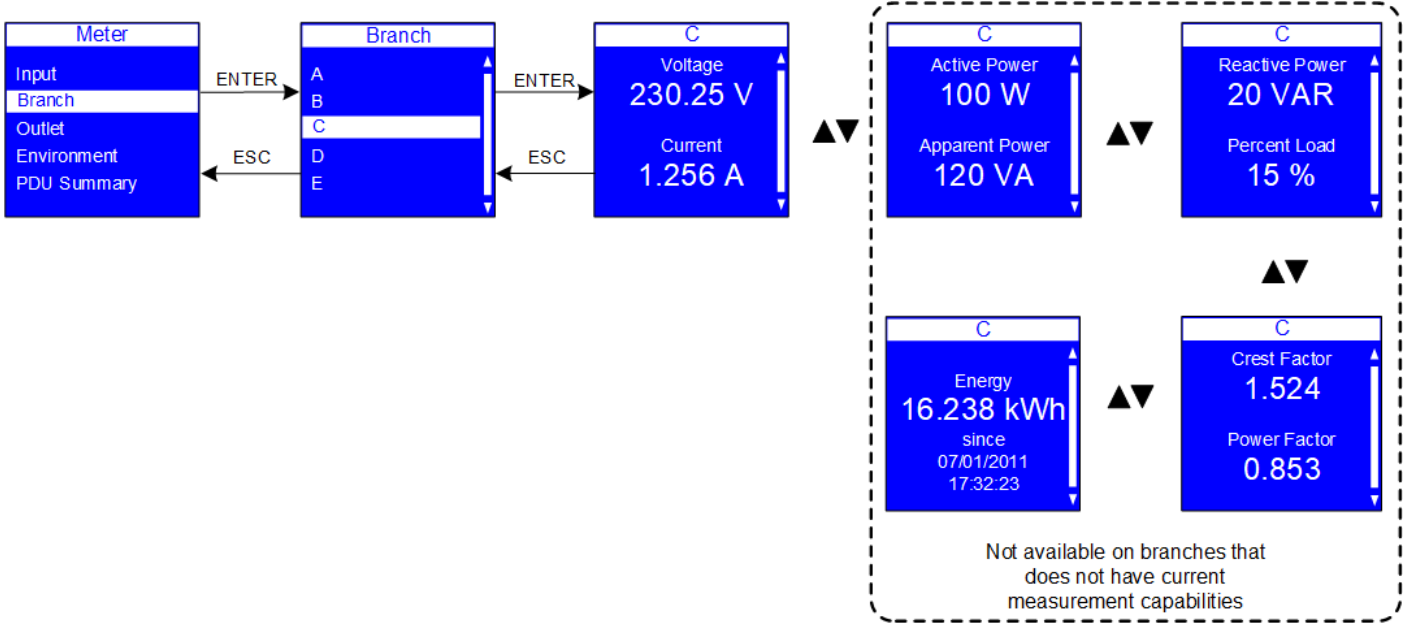 Meter
Input
Branch
Outlet
Environment
PDU Summary
ENTER
ESC
Branch
A
B
C
D
E
ENTER
ESC
C
Voltage
230.25 V
Current
1.256 A
C
Active Power
100 W
Apparent Power
120 VA
C
Reactive Power
20 VAR
Percent Load
15 %
C
Crest Factor
1.524
Power Factor
0.853
C
Energy
16.238 kWh
since
07/01/2011
17:32:23
Not available on branches that
does not have current
measurement capabilities